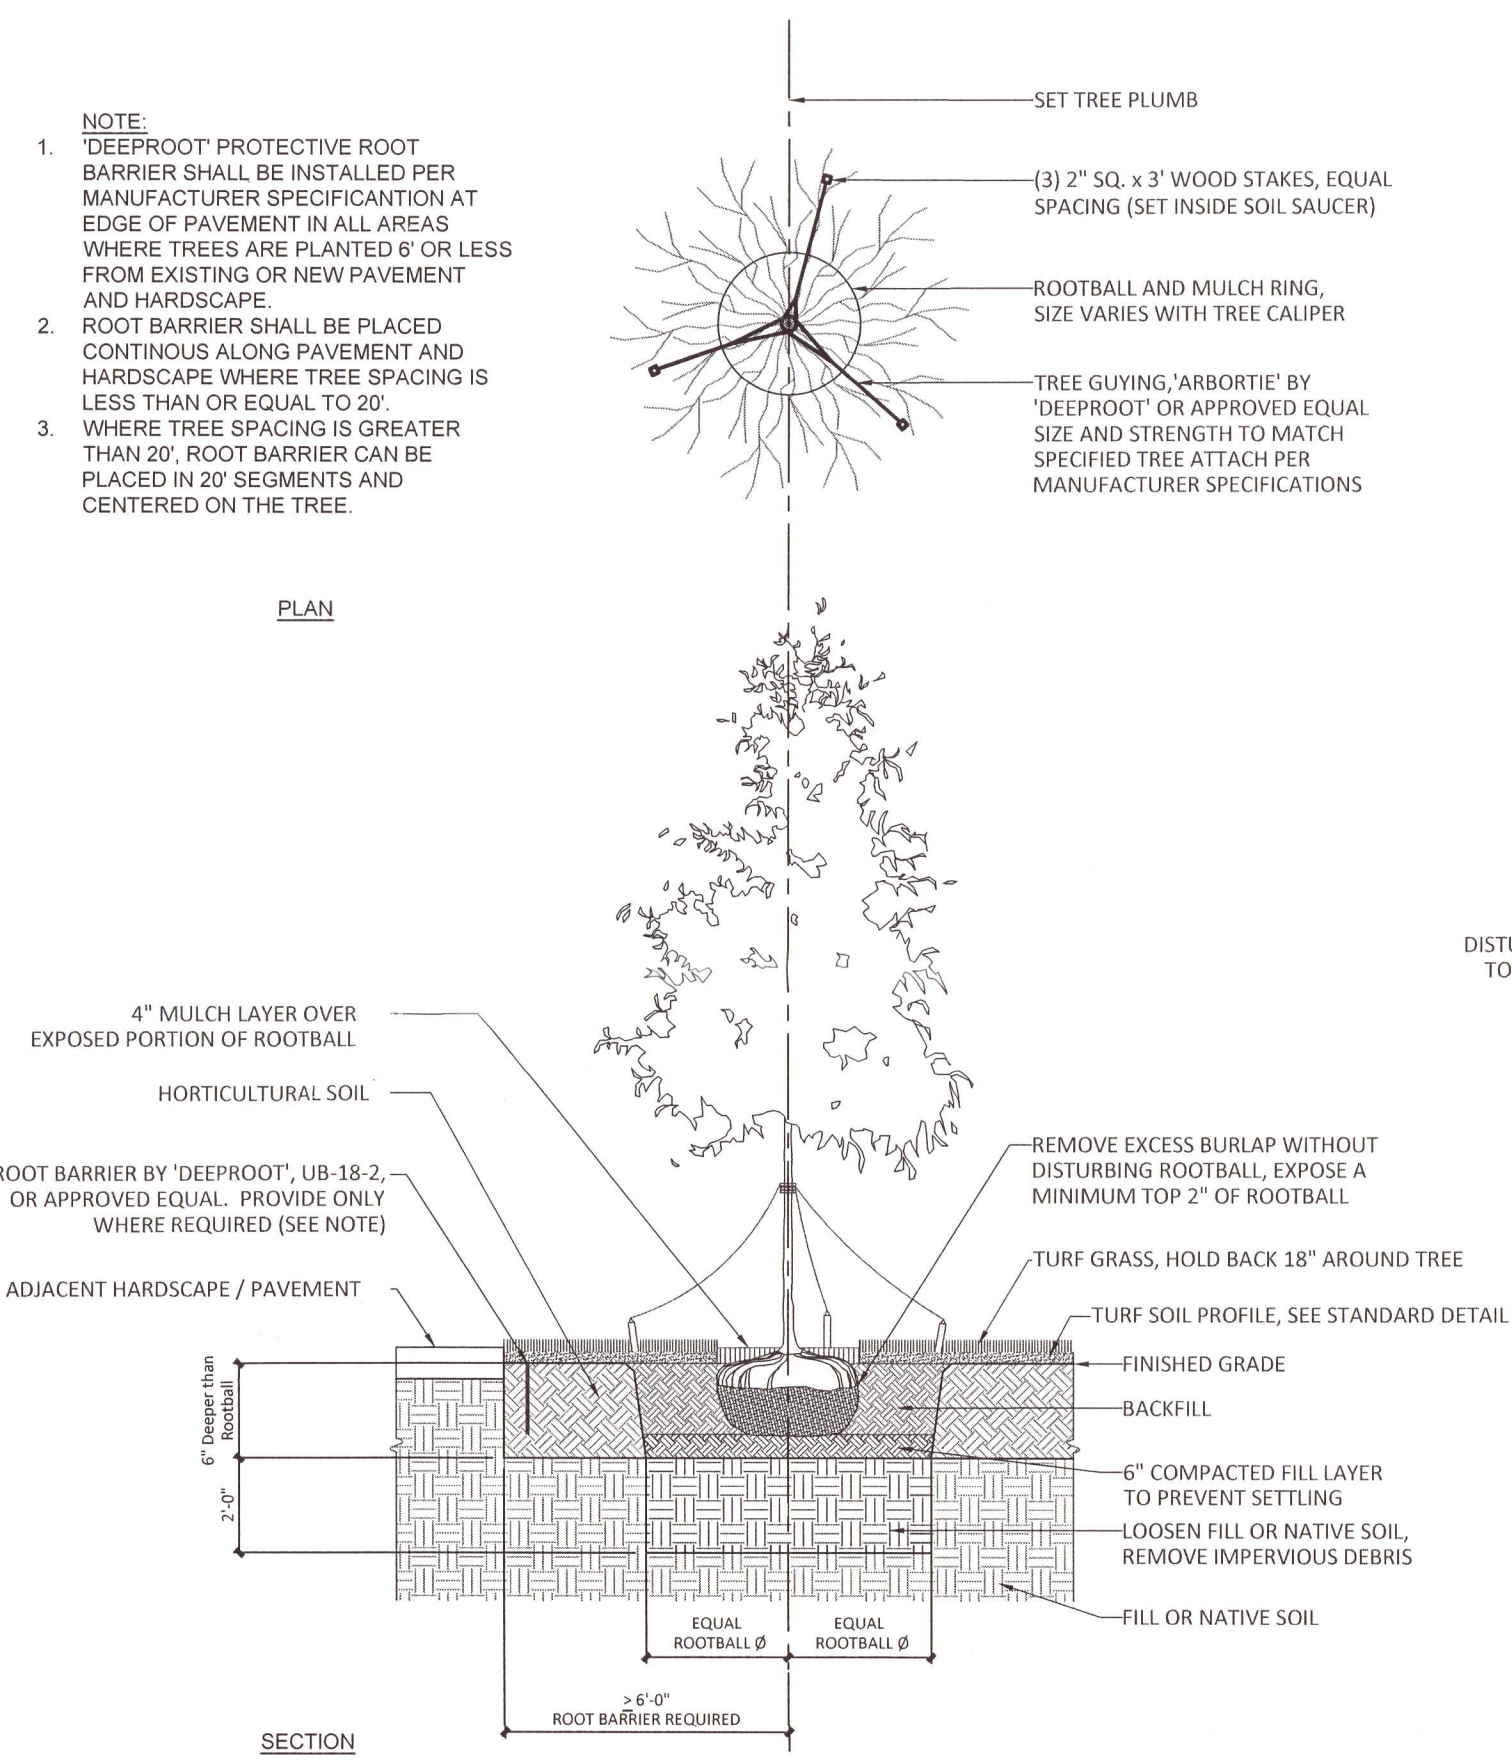 NOTE:
1. 'DEEPROOT' PROTECTIVE ROOT
BARRIER SHALL BE INSTALLED PER
MANUFACTURER SPECIFICANTION AT
EDGE OF PAVEMENT IN ALL AREAS
WHERE TREES ARE PLANTED 6' OR LESS
FROM EXISTING OR NEW PAVEMENT
AND HARDSCAPE.
2. ROOT BARRIER SHALL BE PLACED
CONTINOUS ALONG PAVEMENT AND
HARDSCAPE WHERE TREE SPACING IS
LESS THAN OR EQUAL TO 20'.
3. WHERE TREE SPACING IS GREATER
THAN 20', ROOT BARRIER CAN BE
PLACED IN 20' SEGMENTS AND
CENTERED ON THE TREE.
SET TREE PLUMB
(3) 2" SQ. x 3' WOOD STAKES, EQUAL
SPACING (SET INSIDE SOIL SAUCER)
ROOTBALL AND MULCH RING,
SIZE VARIES WITH TREE CALIPER
TREE GUYING,'ARBORTIE' BY
'DEEPROOT' OR APPROVED EQUAL
SIZE AND STRENGTH TO MATCH
SPECIFIED TREE ATTACH PER
MANUFACTURER SPECIFICATIONS
PLAN
DISTU
TO
4" MULCH LAYER OVER
EXPOSED PORTION OF ROOTBALL
HORTICULTURAL SOIL
ROOT BARRIER BY 'DEEPROOT', UB-18-2,
OR APPROVED EQUAL. PROVIDE ONLY
WHERE REQUIRED (SEE NOTE)
ADJACENT HARDSCAPE / PAVEMENT
REMOVE EXCESS BURLAP WITHOUT
DISTURBING ROOTBALL, EXPOSE A
MINIMUM TOP 2" OF ROOTBALL
TURF GRASS, HOLD BACK 18" AROUND TREE
TURF SOIL PROFILE, SEE STANDARD DETAIL
FINISHED GRADE
BACKFILL
6" COMPACTED FILL LAYER
TO PREVENT SETTLING
LOOSEN FILL OR NATIVE SOIL,
REMOVE IMPERVIOUS DEBRIS
FILL OR NATIVE SOIL
6" Deeper than
Rootball
2'-0"
EQUAL
ROOTBALL Ø
EQUAL
ROOTBALL Ø
≥ 6'-0"
ROOT BARRIER REQUIRED
SECTION